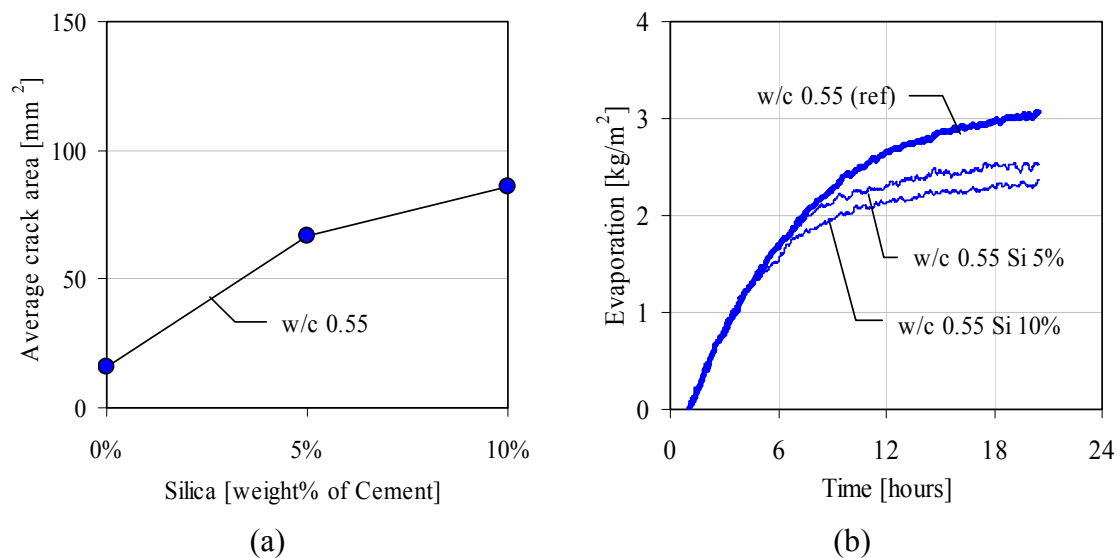 150
100
50
0
Average crack area [mm²]
w/c 0.55
0%
5%
10%
Silica [weight% of Cement]
(a)
4
3
2
1
0
Evaporation [kg/m²]
w/c 0.55 (ref)
w/c 0.55 Si 5%
w/c 0.55 Si 10%
0
6
12
18
24
Time [hours]
(b)